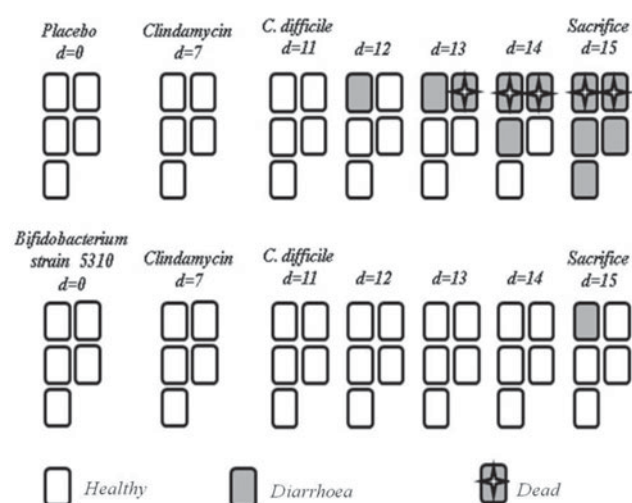 Placebo
d=0
Clindamycin
d=7
C. difficile
d=11
d=12
d=13
d=14
Sacrifice
d=15
Bifidobacterium
strain 5310
d=0
Clindamycin
d=7
C. difficile
d=11
d=12
d=13
d=14
Sacrifice
d=15
Healthy
Diarrhoea
Dead